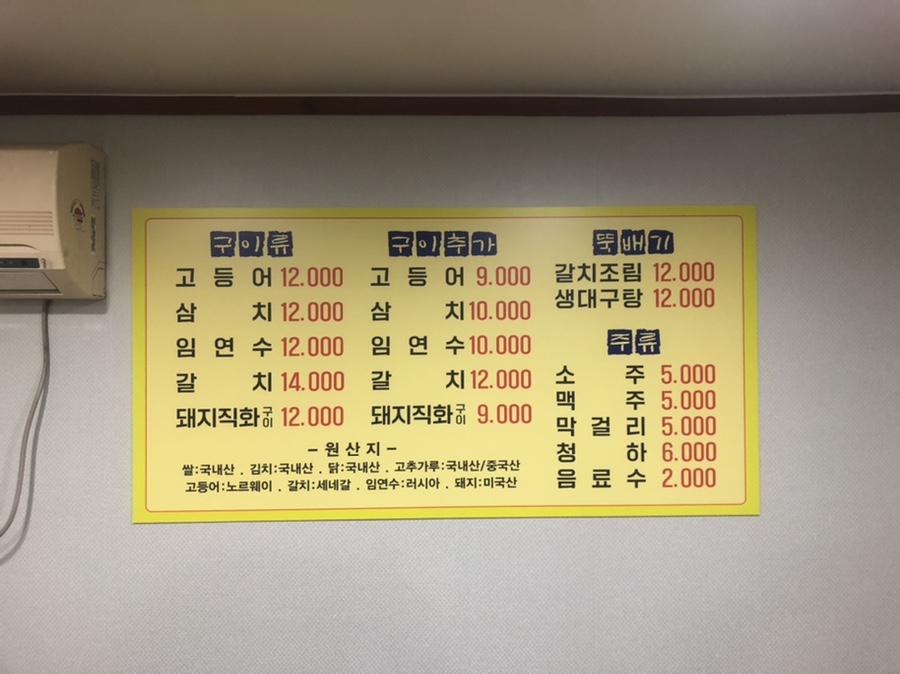 구이류
고등어 12.000
삼치 12.000
임연수 12.000
갈치 14.000
돼지직화구이 12.000
구이추가
고등어 9.000
삼치 10.000
임연수 10.000
갈치 12.000
돼지직화구이 9.000
- 원산지 -
쌀:국내산 . 김치:국내산 . 닭:국내산 . 고추가루:국내산/중국산
고등어:노르웨이 . 갈치:세네갈 . 임연수:러시아 . 돼지:미국산
뚝배기
갈치조림 12.000
생대구탕 12.000
주류
소주 5.000
맥주 5.000
막걸리 5.000
청하 6.000
음료수 2.000